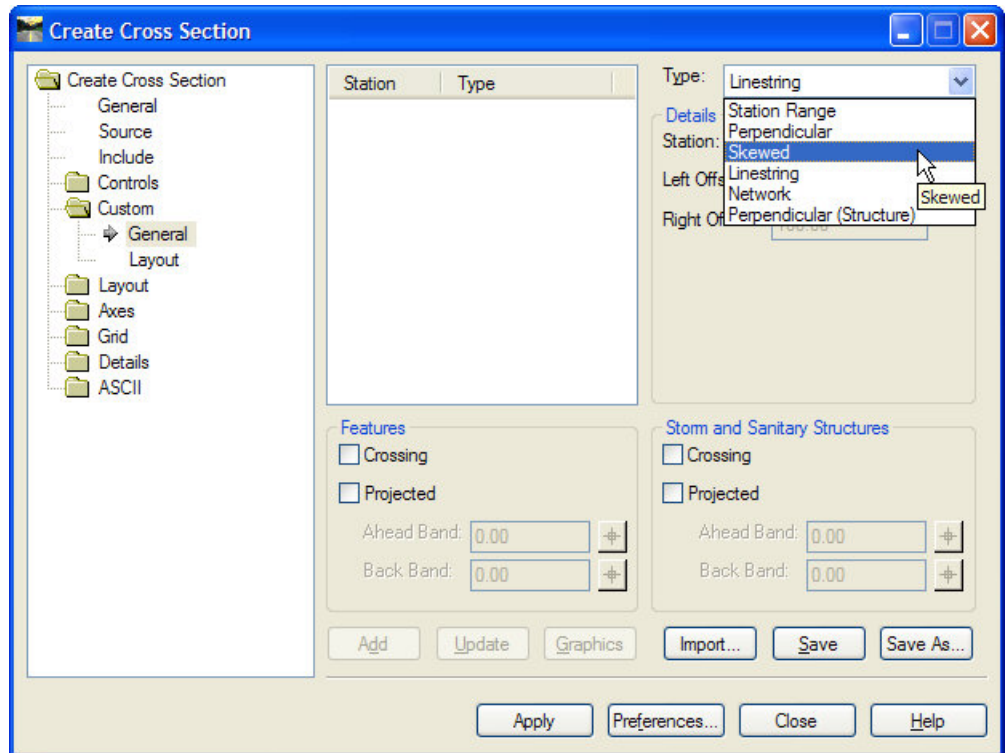 Create Cross Section
Create Cross Section
General
Source
Include
Controls
Custom
General
Layout
Layout
Axes
Grid
Details
ASCII
Station Type
Type: Linestring
Station Range
Perpendicular
Skewed
Linestring
Network
Perpendicular (Structure)
Skewed
Details
Station:
Left Offs
Right Of
Features
Crossing
Projected
Ahead Band: 0.00
Back Band: 0.00
Storm and Sanitary Structures
Crossing
Projected
Ahead Band: 0.00
Back Band: 0.00
Add Update Graphics Import... Save Save As...
Apply Preferences... Close Help